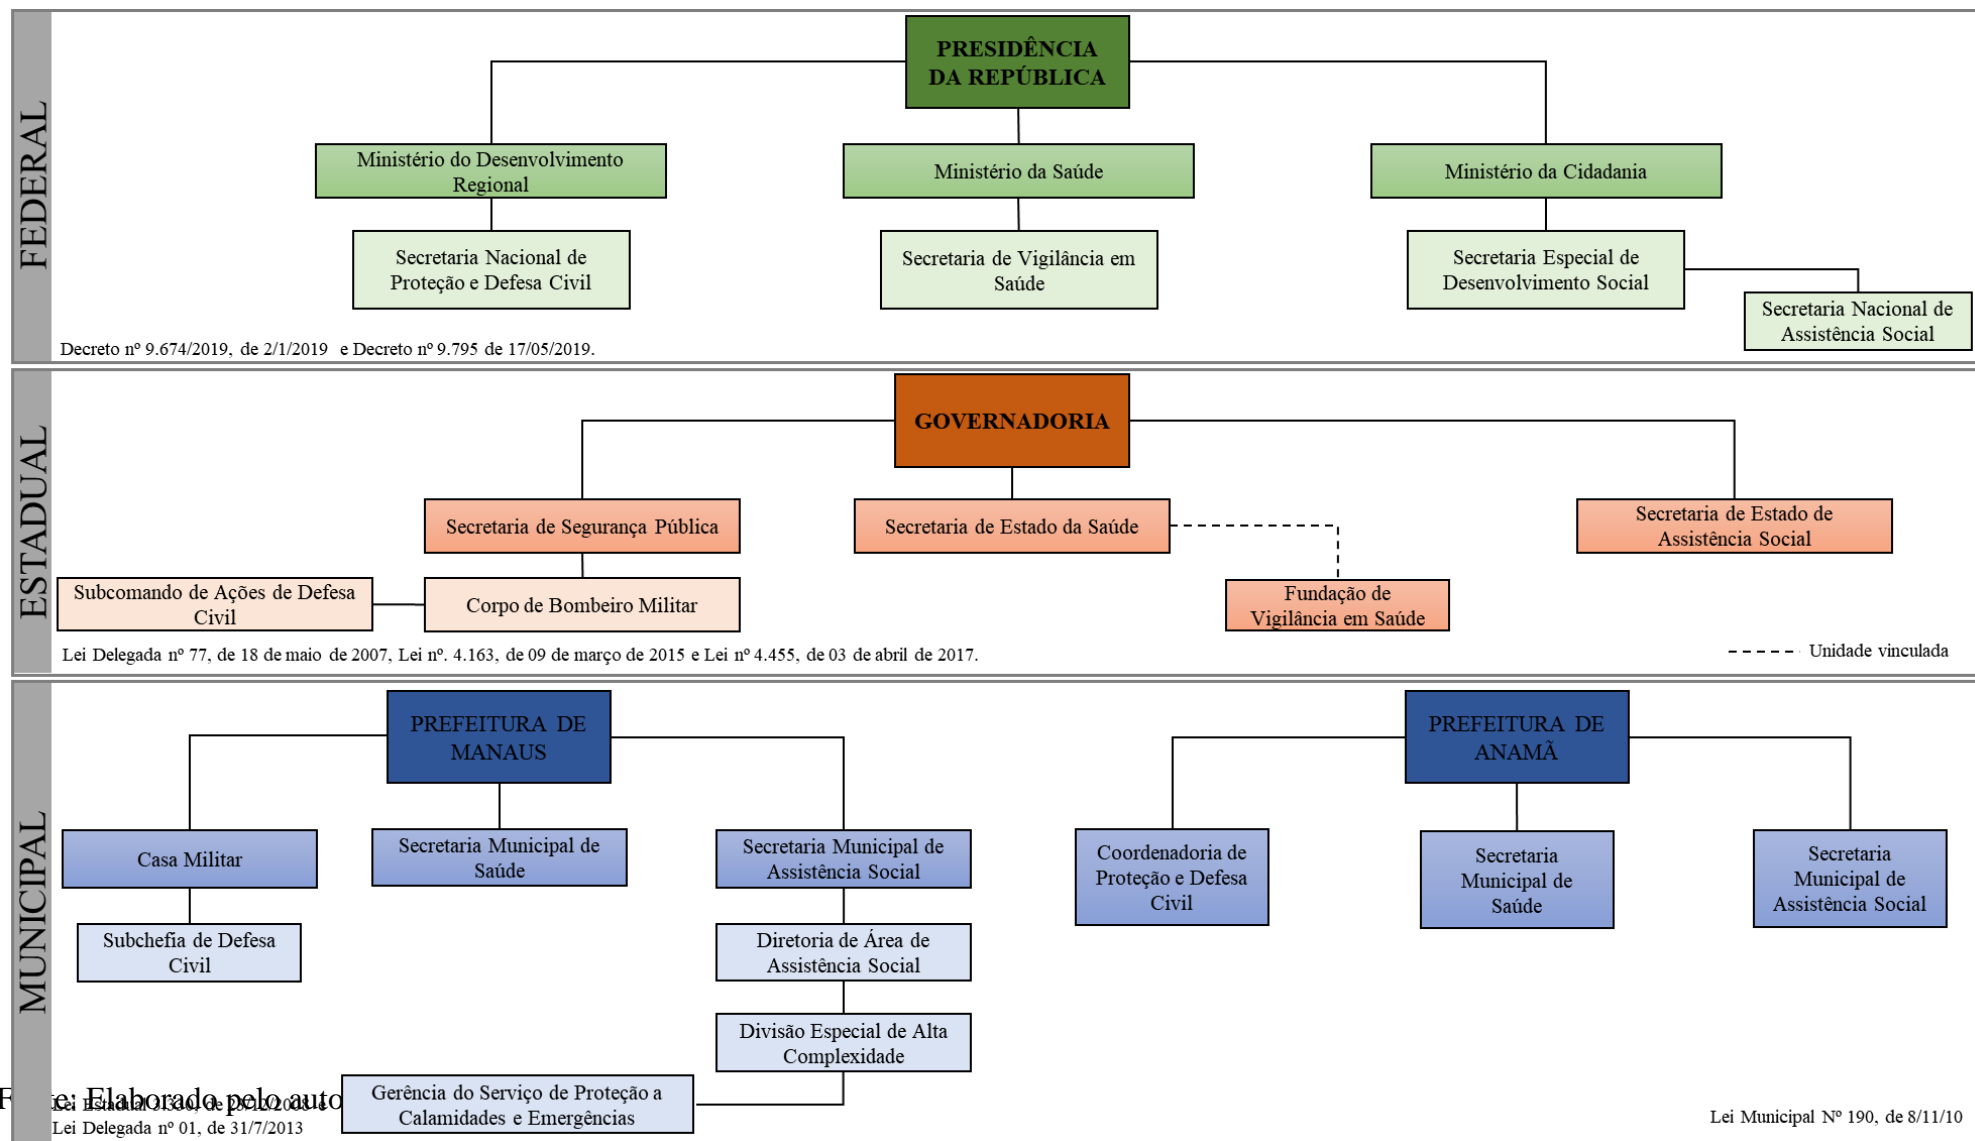 FEDERAL
PRESIDÊNCIA
DA REPÚBLICA
Ministério do Desenvolvimento
Regional
Ministério da Saúde
Ministério da Cidadania
Secretaria Nacional de
Proteção e Defesa Civil
Secretaria de Vigilância em
Saúde
Secretaria Especial de
Desenvolvimento Social
Secretaria Nacional de
Assistência Social
Decreto nº 9.674/2019, de 2/1/2019 e Decreto nº 9.795 de 17/05/2019.
ESTADUAL
GOVERNADORIA
Secretaria de Segurança Pública
Secretaria de Estado da Saúde
Secretaria de Estado de
Assistência Social
Subcomando de Ações de Defesa
Civil
Corpo de Bombeiro Militar
Fundação de
Vigilância em Saúde
Lei Delegada nº 77, de 18 de maio de 2007, Lei nº. 4.163, de 09 de março de 2015 e Lei nº 4.455, de 03 de abril de 2017.
Unidade vinculada
MUNICIPAL
PREFEITURA DE
MANAUS
PREFEITURA DE
ANAMÃ
Casa Militar
Secretaria Municipal de
Saúde
Secretaria Municipal de
Assistência Social
Coordenadoria de
Proteção e Defesa
Civil
Secretaria
Municipal de
Saúde
Secretaria
Municipal de
Assistência Social
Subchefia de Defesa
Civil
Diretoria de Área de
Assistência Social
Divisão Especial de Alta
Complexidade
Gerência do Serviço de Proteção a
Calamidades e Emergências
Elaborado pelo auto
Lei Estadual de
Lei Delegada nº 01, de 31/7/2013
Lei Municipal Nº 190, de 8/11/10